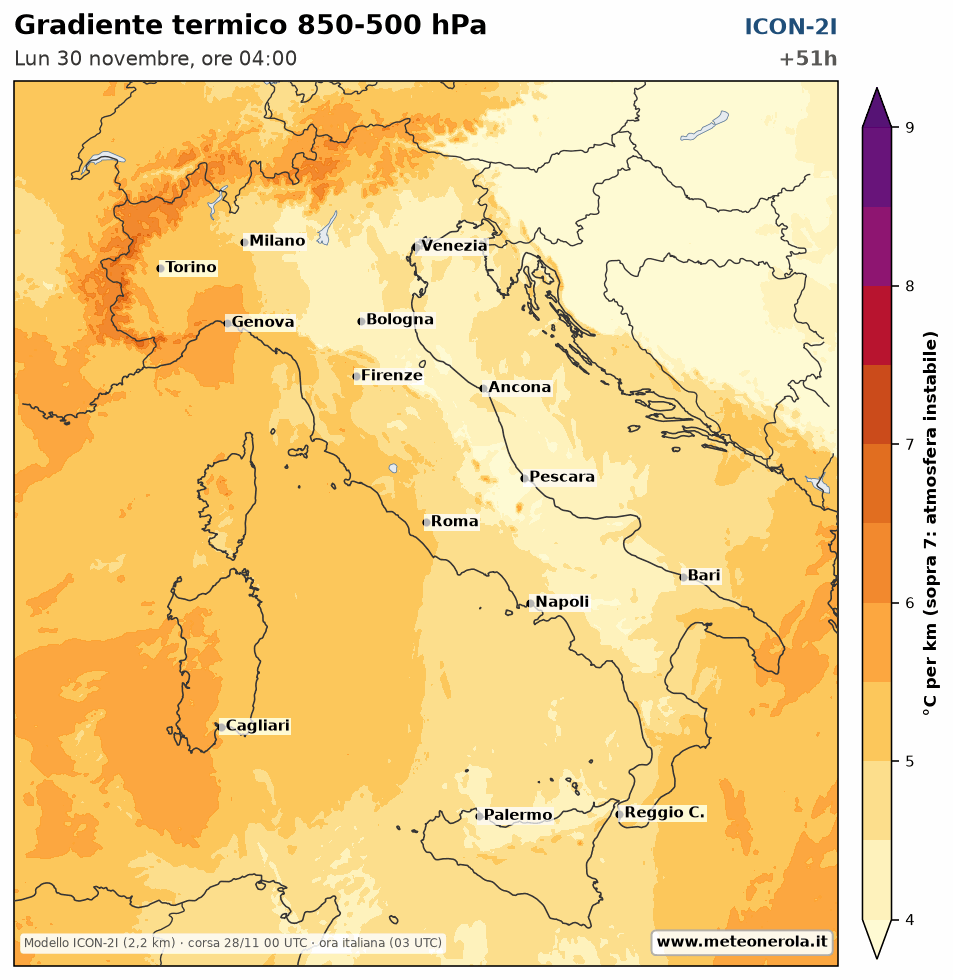 Gradiente termico 850-500 hPa
ICON-2I
Lun 30 novembre, ore 04:00
+51h
Milano
Venezia
Torino
Genova
Bologna
Firenze
Ancona
Pescara
Roma
Bari
Napoli
Cagliari
Palermo
Reggio C.
9
8
7
6
5
4
°C per km (sopra 7: atmosfera instabile)
Modello ICON-2I (2,2 km) · corsa 28/11 00 UTC · ora italiana (03 UTC)
www.meteonerola.it